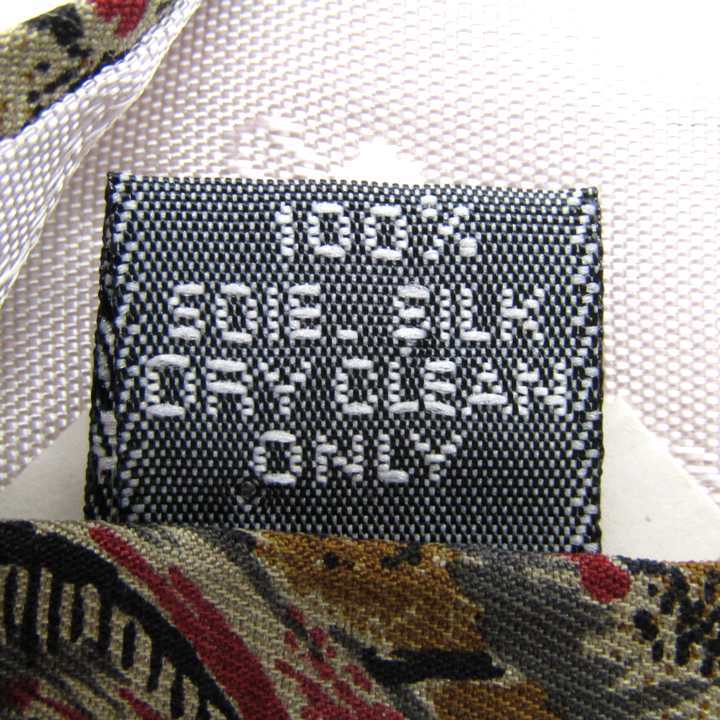 100%
SOIE. SILK
DRY CLEAN
ONLY